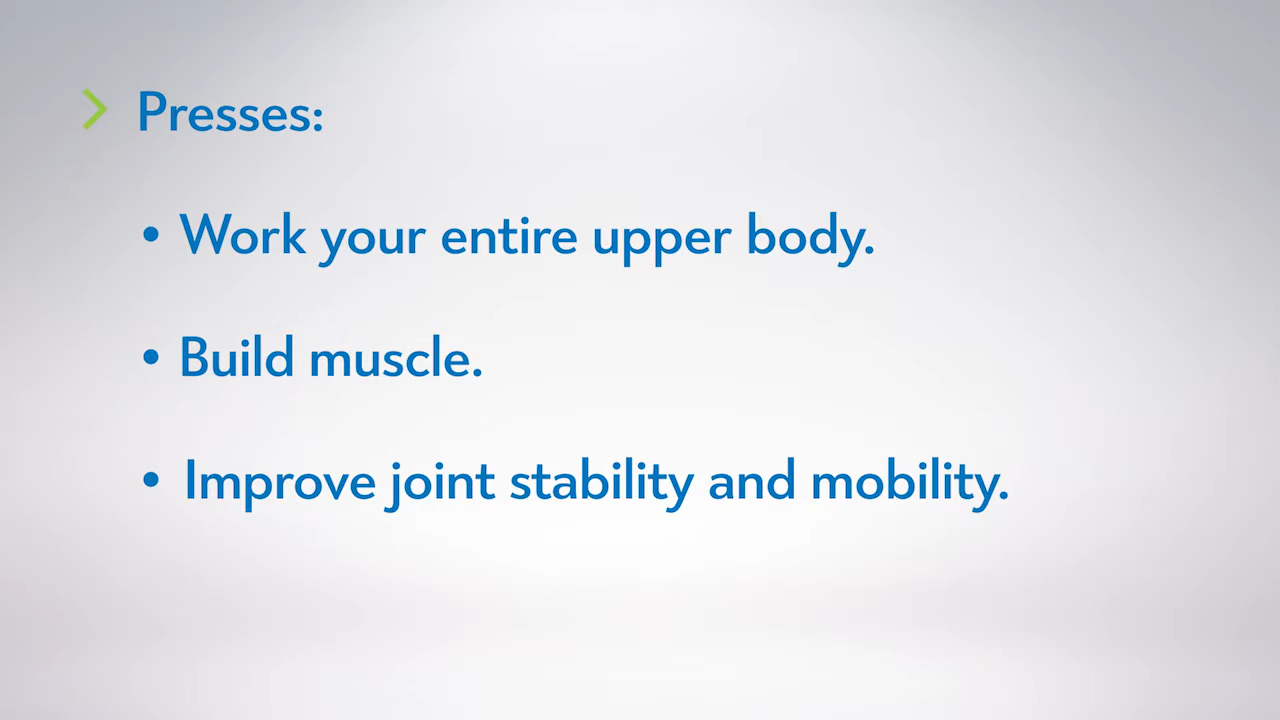 Presses:
• Work your entire upper body.
• Build muscle.
• Improve joint stability and mobility.